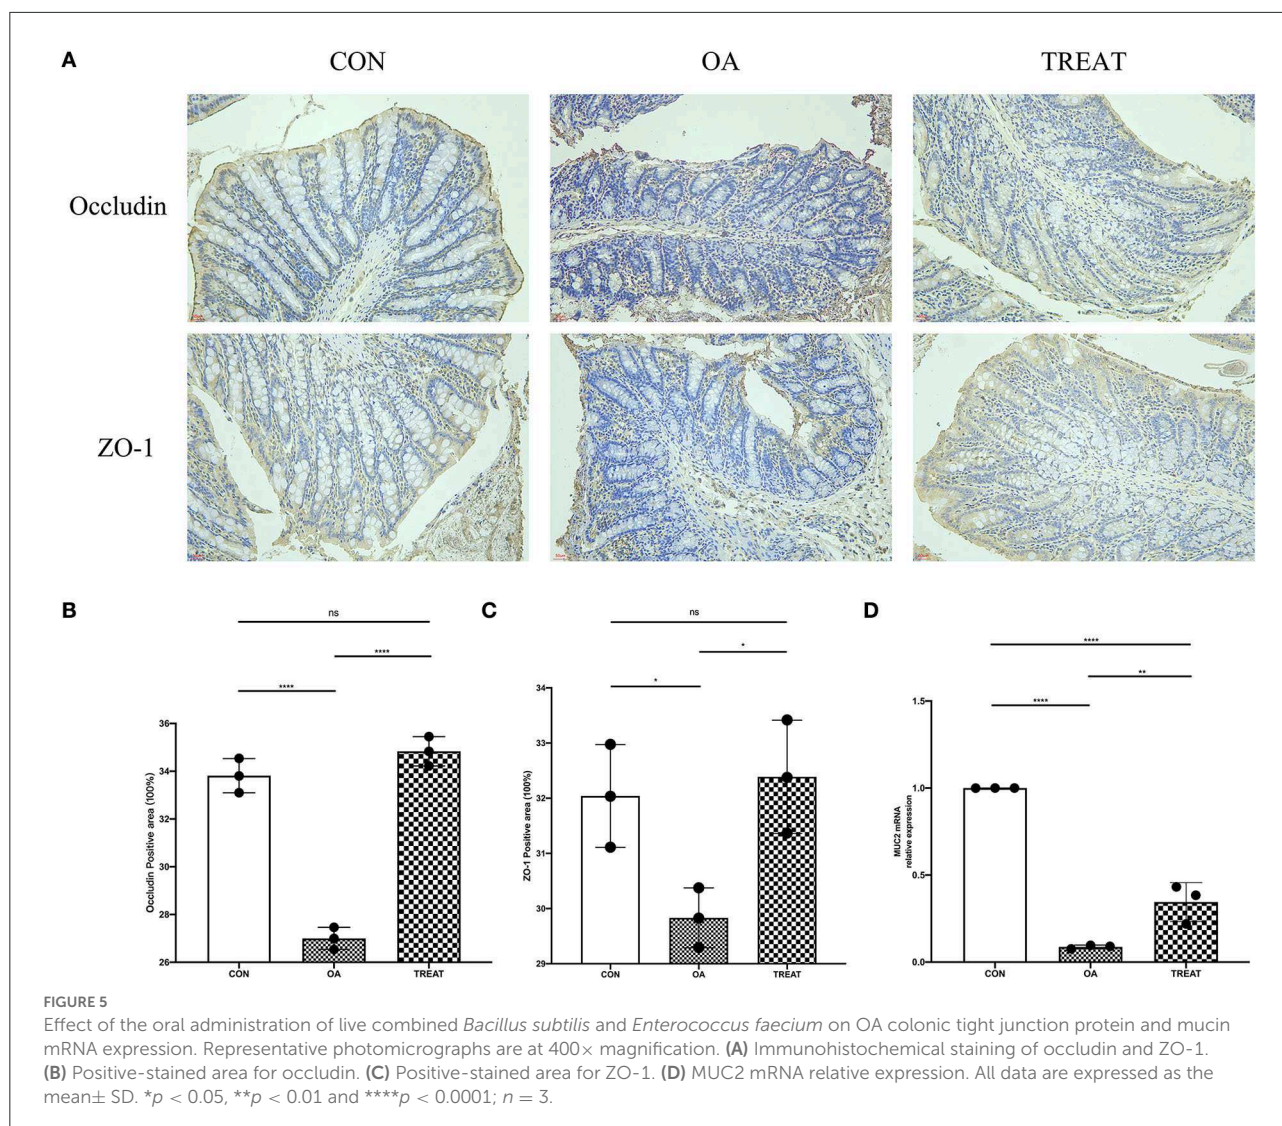 A
CON
OA
TREAT
Occludin
ZO-1
B
ns
****
****
Occludin Positive area (100%)
36
34
32
30
28
26
CON
OA
TREAT
C
ns
*
*
ZO-1 Positive area (100%)
34
33
32
31
30
29
CON
OA
TREAT
D
****
**
****
MUC2 mRNA
relative expression
1.5
1.0
0.5
0.0
CON
OA
TREAT
FIGURE 5
Effect of the oral administration of live combined Bacillus subtilis and Enterococcus faecium on OA colonic tight junction protein and mucin
mRNA expression. Representative photomicrographs are at 400× magnification. (A) Immunohistochemical staining of occludin and ZO-1.
(B) Positive-stained area for occludin. (C) Positive-stained area for ZO-1. (D) MUC2 mRNA relative expression. All data are expressed as the
mean± SD. *p < 0.05, **p < 0.01 and ****p < 0.0001; n = 3.